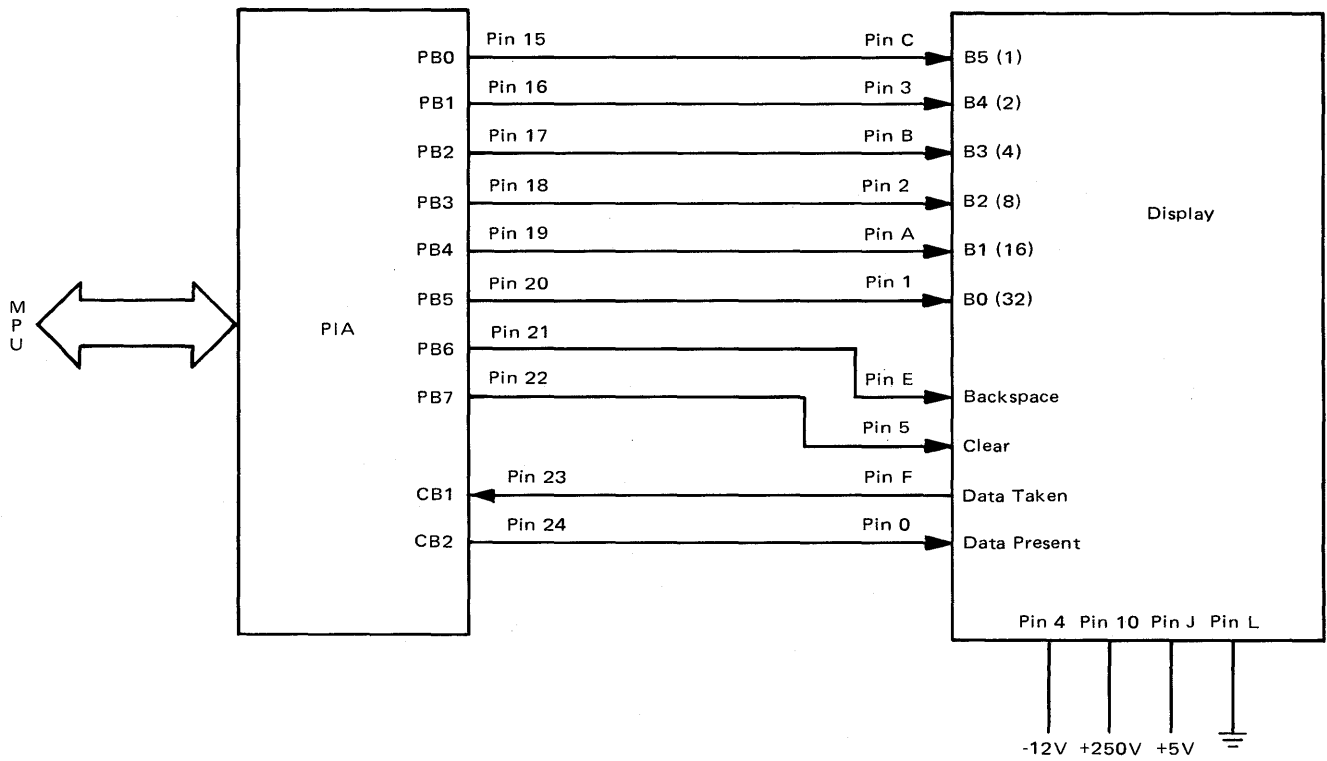 PB0 Pin 15 Pin C B5 (1)
PB1 Pin 16 Pin 3 B4 (2)
PB2 Pin 17 Pin B B3 (4)
PB3 Pin 18 Pin 2 B2 (8)
Display
PB4 Pin 19 Pin A B1 (16)
PB5 Pin 20 Pin 1 B0 (32)
MPU
PIA
PB6 Pin 21 Pin E Backspace
PB7 Pin 22 Pin 5 Clear
CB1 Pin 23 Pin F Data Taken
CB2 Pin 24 Pin 0 Data Present
Pin 4 Pin 10 Pin J Pin L
-12V +250V +5V